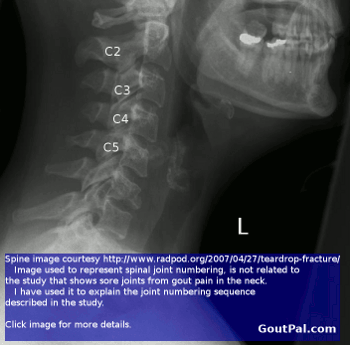 C2
C3
C4
C5
L
Spine image courtesy http://www.radpod.org/2007/04/27/teardrop-fracture/
Image used to represent spinal joint numbering, is not related to
the study that shows sore joints from gout pain in the neck.
I have used it to explain the joint numbering sequence
described in the study.
Click image for more details.
GoutPal.com